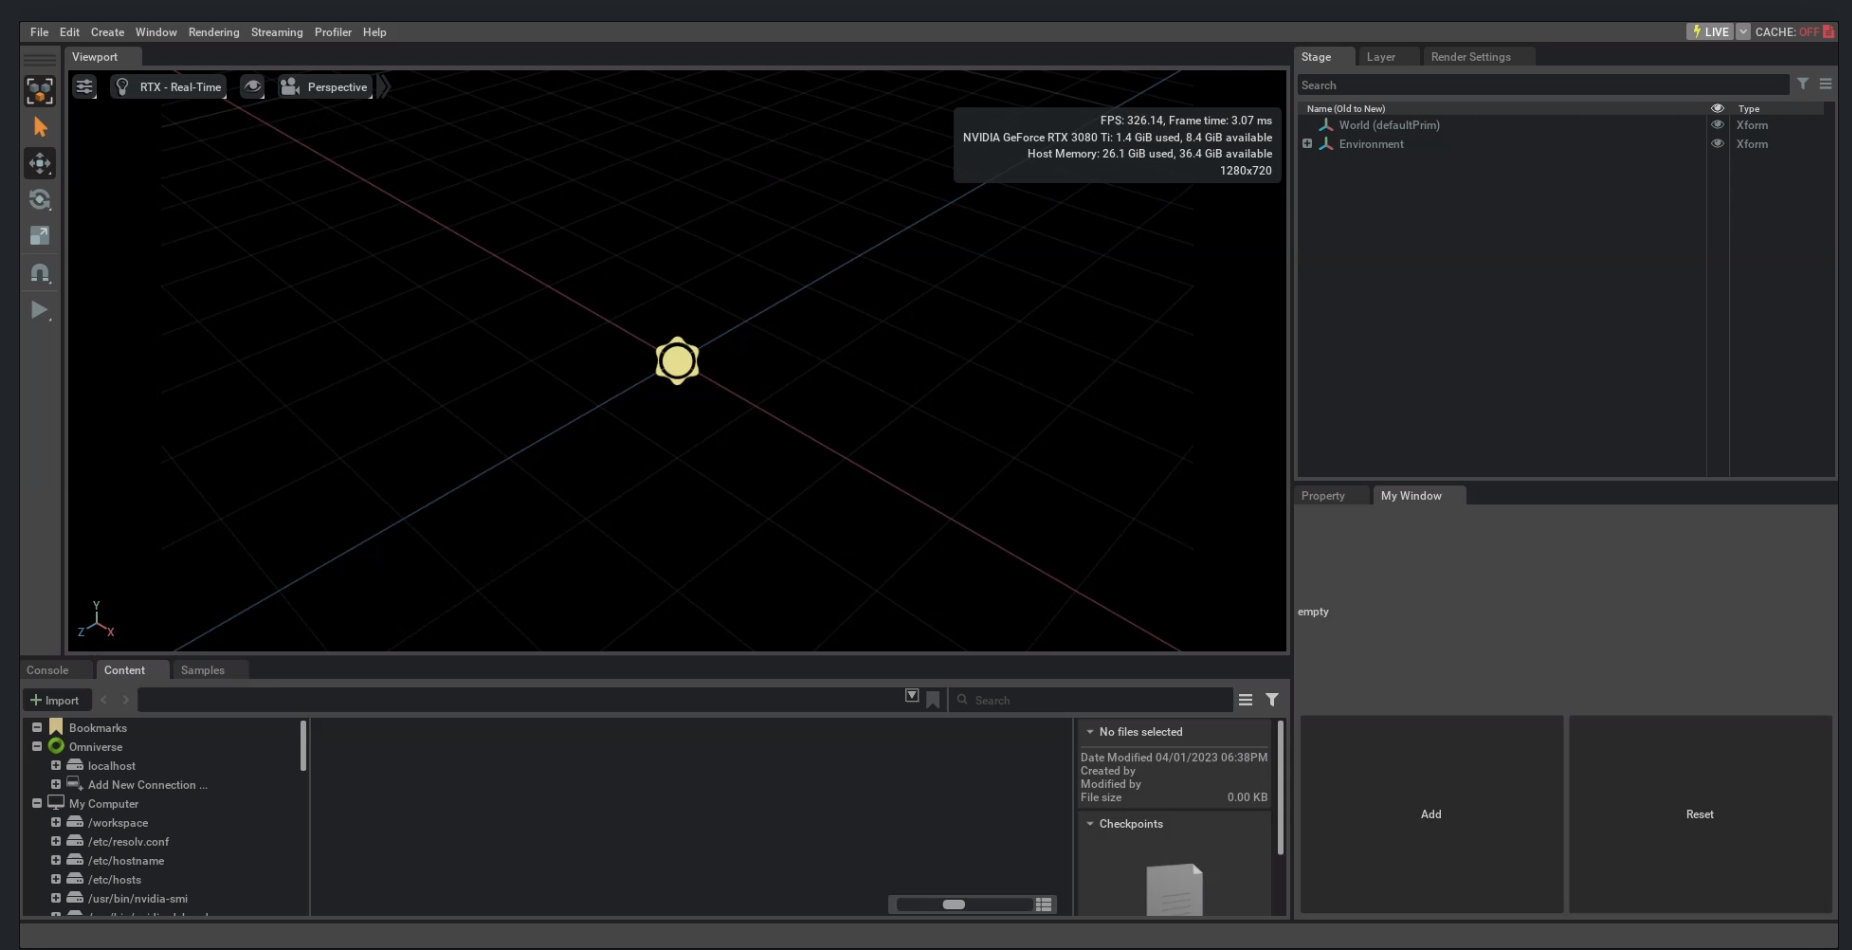 File Edit Create Window Rendering Streaming Profiler Help
LIVE CACHE: OFF
Viewport
RTX - Real-Time
Perspective
FPS: 326.14, Frame time: 3.07 ms
NVIDIA GeForce RTX 3080 Ti: 1.4 GiB used, 8.4 GiB available
Host Memory: 26.1 GiB used, 36.4 GiB available
1280x720
Y
Z X
Stage Layer Render Settings
Search
Name (Old to New) Type
World (defaultPrim) Xform
Environment Xform
Property My Window
empty
Add Reset
Console Content Samples
+ Import
Search
Bookmarks
Omniverse
localhost
Add New Connection ...
My Computer
/workspace
/etc/resolv.conf
/etc/hostname
/etc/hosts
/usr/bin/nvidia-smi
No files selected
Date Modified 04/01/2023 06:38PM
Created by
Modified by
File size 0.00 KB
Checkpoints